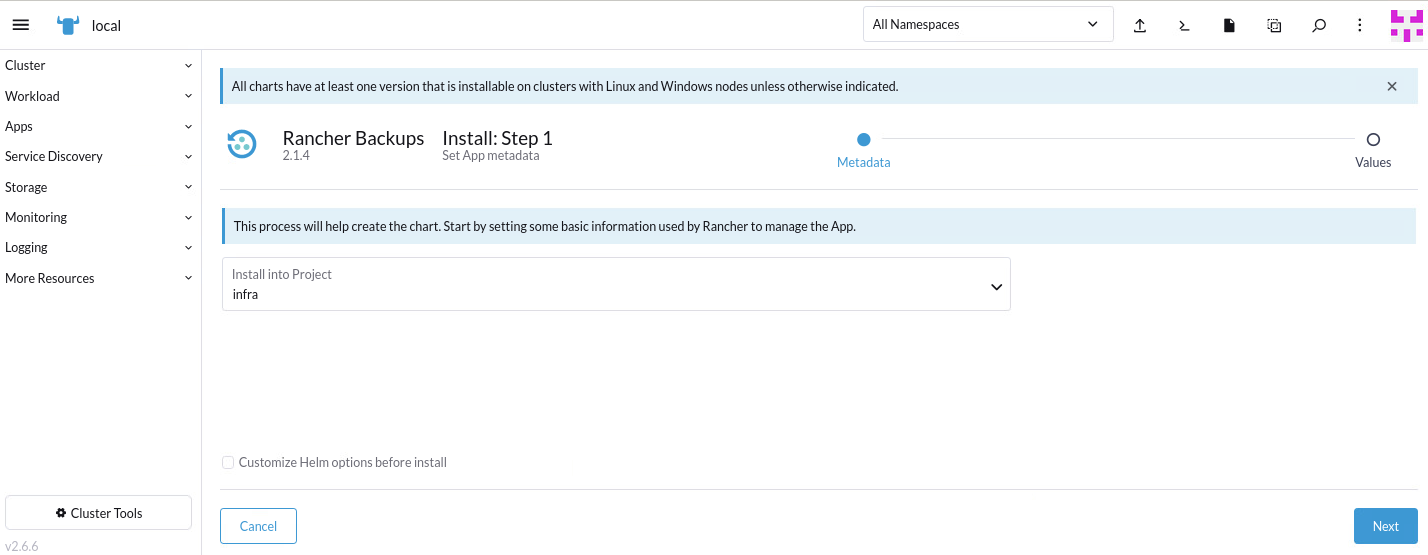 local
All Namespaces
Cluster
Workload
Apps
Service Discovery
Storage
Monitoring
Logging
More Resources
Cluster Tools
v2.6.6
All charts have at least one version that is installable on clusters with Linux and Windows nodes unless otherwise indicated.
Rancher Backups
2.1.4
Install: Step 1
Set App metadata
Metadata
Values
This process will help create the chart. Start by setting some basic information used by Rancher to manage the App.
Install into Project
infra
Customize Helm options before install
Cancel
Next